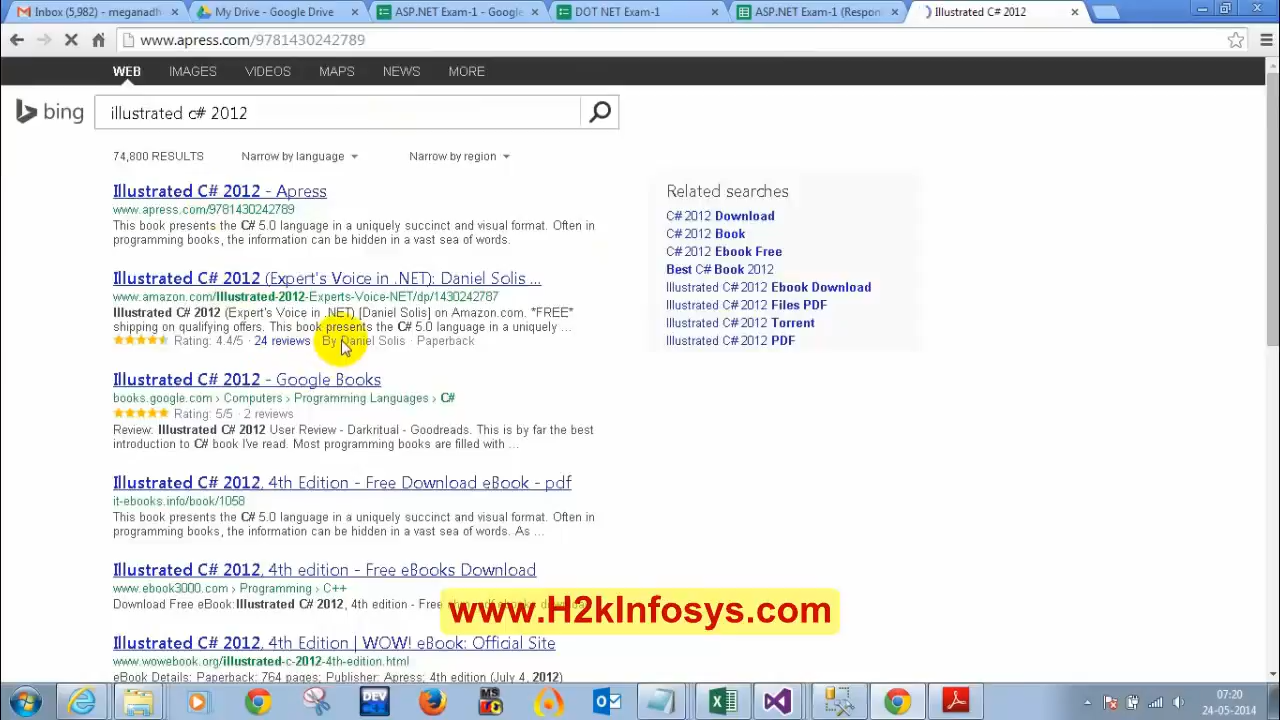 Inbox (5,982) - meganadh
My Drive - Google Drive
ASP.NET Exam-1 - Google
DOT NET Exam-1
ASP.NET Exam-1 (Respon
Illustrated C# 2012
www.apress.com/9781430242789
WEB IMAGES VIDEOS MAPS NEWS MORE
bing
illustrated c# 2012
74,800 RESULTS Narrow by language Narrow by region
Illustrated C# 2012 - Apress
www.apress.com/9781430242789
This book presents the C# 5.0 language in a uniquely succinct and visual format. Often in
programming books, the information can be hidden in a vast sea of words.
Illustrated C# 2012 (Expert's Voice in .NET): Daniel Solis ...
www.amazon.com/Illustrated-2012-Experts-Voice-NET/dp/1430242787
Illustrated C# 2012 (Expert's Voice in .NET) [Daniel Solis] on Amazon.com. *FREE*
shipping on qualifying offers. This book presents the C# 5.0 language in a uniquely ...
Rating: 4.4/5 · 24 reviews · By Daniel Solis · Paperback
Illustrated C# 2012 - Google Books
books.google.com › Computers › Programming Languages › C#
Rating: 5/5 · 2 reviews
Review: Illustrated C# 2012 User Review - Darkritual - Goodreads. This is by far the best
introduction to C# book I've read. Most programming books are filled with ...
Illustrated C# 2012, 4th Edition - Free Download eBook - pdf
it-ebooks.info/book/1058
This book presents the C# 5.0 language in a uniquely succinct and visual format. Often in
programming books, the information can be hidden in a vast sea of words. As ...
Illustrated C# 2012, 4th edition - Free eBooks Download
www.ebook3000.com › Programming › C++
Download Free eBook:Illustrated C# 2012, 4th edition - Free
Illustrated C# 2012, 4th Edition | WOW! eBook: Official Site
www.wowebook.org/illustrated-c-2012-4th-edition.html
eBook Details: Paperback: 764 pages; Publisher: Apress; 4th edition (July 4, 2012)
Related searches
C# 2012 Download
C# 2012 Book
C# 2012 Ebook Free
Best C# Book 2012
Illustrated C# 2012 Ebook Download
Illustrated C# 2012 Files PDF
Illustrated C# 2012 Torrent
Illustrated C# 2012 PDF
www.H2kInfosys.com
DEV
MS
07:20
24-05-2014